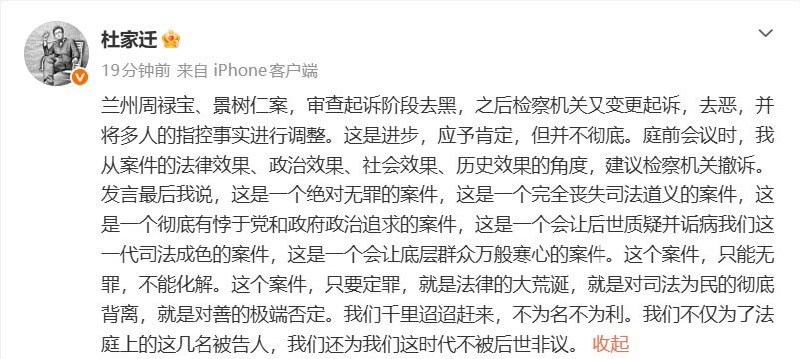 杜家迁
19分钟前 来自 iPhone客户端
兰州周禄宝、景树仁案，审查起诉阶段去黑，之后检察机关又变更起诉，去恶，并
将多人的指控事实进行调整。这是进步，应予肯定，但并不彻底。庭前会议时，我
从案件的法律效果、政治效果、社会效果、历史效果的角度，建议检察机关撤诉。
发言最后我说，这是一个绝对无罪的案件，这是一个完全丧失司法道义的案件，这
是一个彻底有悖于党和政府政治追求的案件，这是一个会让后世质疑并诟病我们这
一代司法成色的案件，这是一个会让底层群众万般寒心的案件。这个案件，只能无
罪，不能化解。这个案件，只要定罪，就是法律的大荒诞，就是对司法为民的彻底
背离，就是对善的极端否定。我们千里迢迢赶来，不为名不为利。我们不仅为了法
庭上的这几名被告人，我们还为我们这时代不被后世非议。 收起